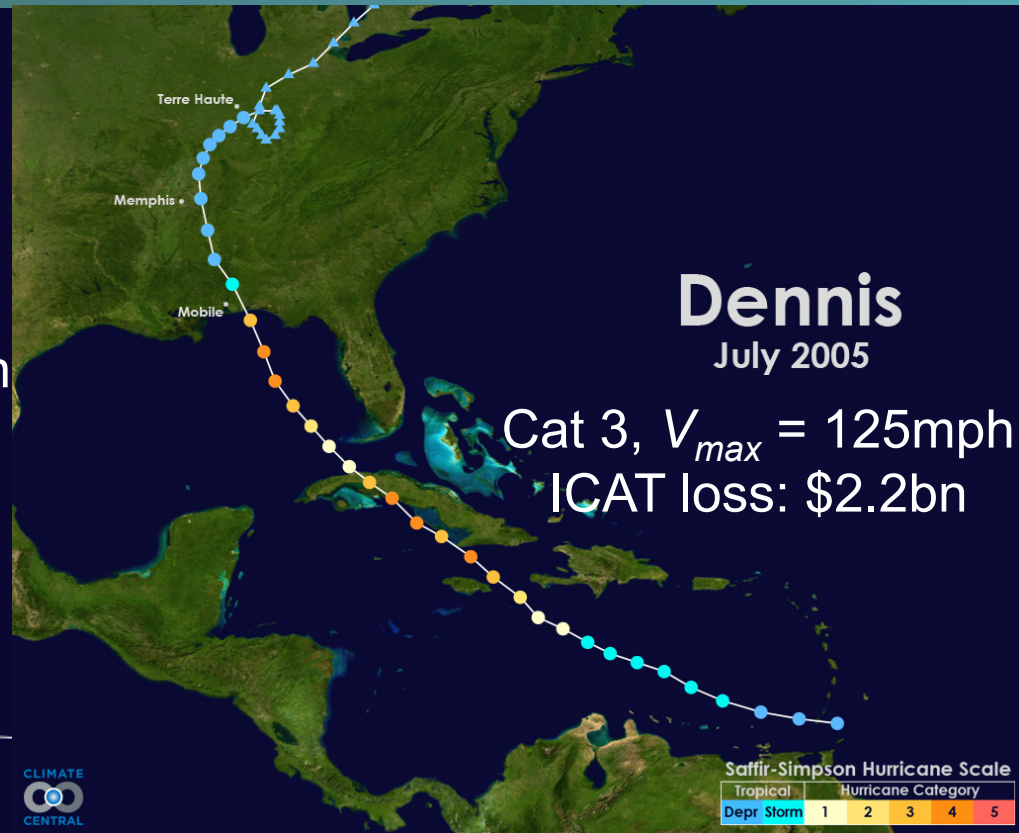 Terre Haute
Memphis
Mobile
n
Dennis
July 2005
Cat 3, Vmax = 125mph
ICAT loss: $2.2bn
CLIMATE
CENTRAL
Saffir-Simpson Hurricane Scale
Tropical Hurricane Category
Depr Storm 1 2 3 4 5